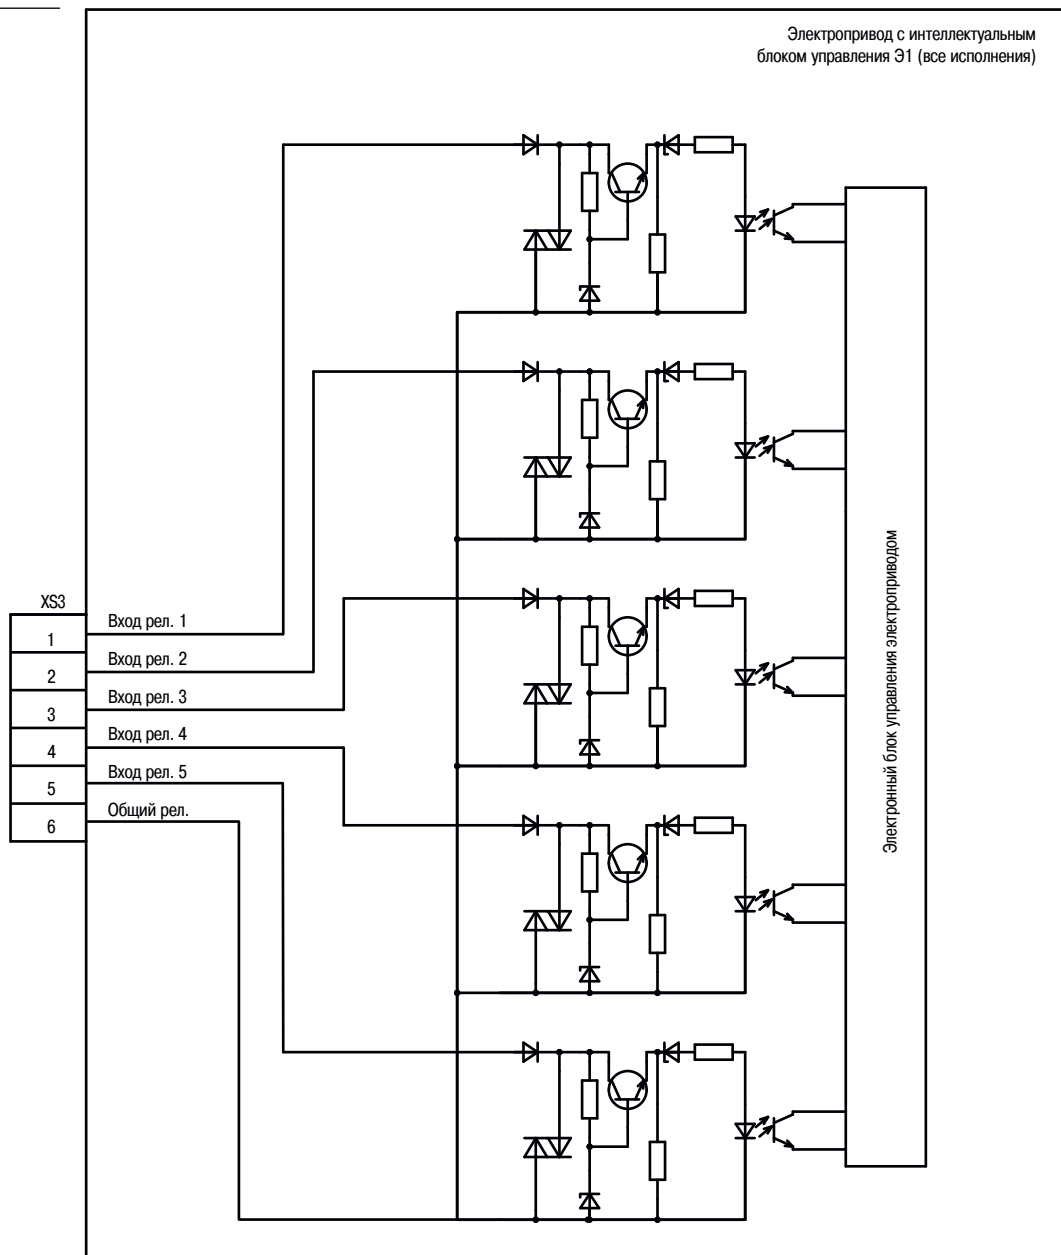 Электропривод с интеллектуальным
блоком управления Э1 (все исполнения)
XS3
1 Вход рел. 1
2 Вход рел. 2
3 Вход рел. 3
4 Вход рел. 4
5 Вход рел. 5
6 Общий рел.
Электронный блок управления электроприводом